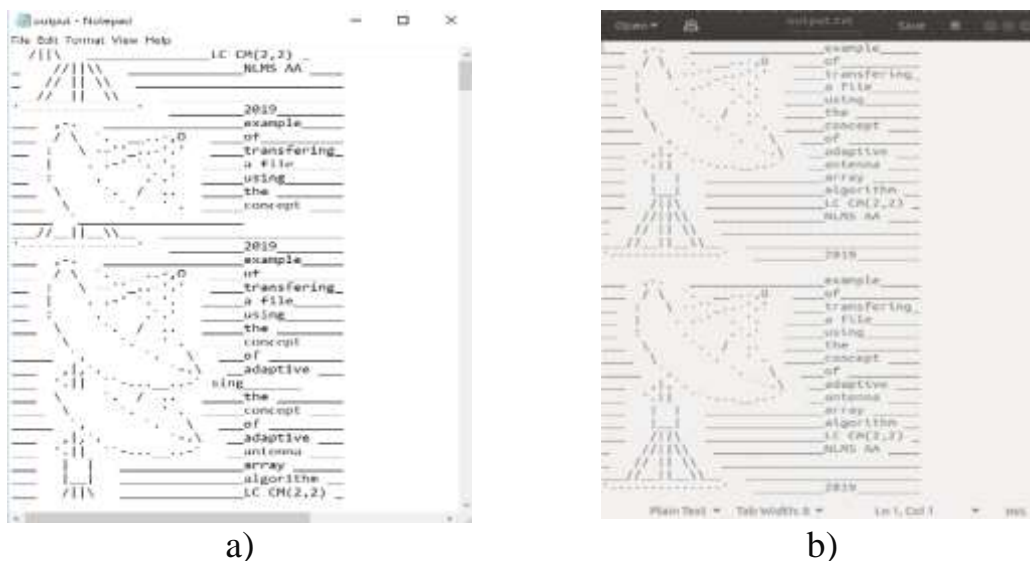 output - Notepad
File Edit Format View Help
LC CM(2,2)
NLMS AA
2019
example
of
transfering
a file
using
the
concept
2019
example
of
transfering
a file
using
the
concept
of
adaptive
sing
the
concept
of
adaptive
antenna
array
algorithm
LC CM(2,2)
a)
Open
output.txt
Save
example
of
transfering
a file
using
the
concept
of
adaptive
antenna
array
algorithm
LC CM(2,2)
NLMS AA
2019
example
of
transfering
a file
using
the
concept
of
adaptive
antenna
array
algorithm
LC CM(2,2)
NLMS AA
2019
Plain Text Tab Width: 8 Ln 1, Col 1 INS
b)